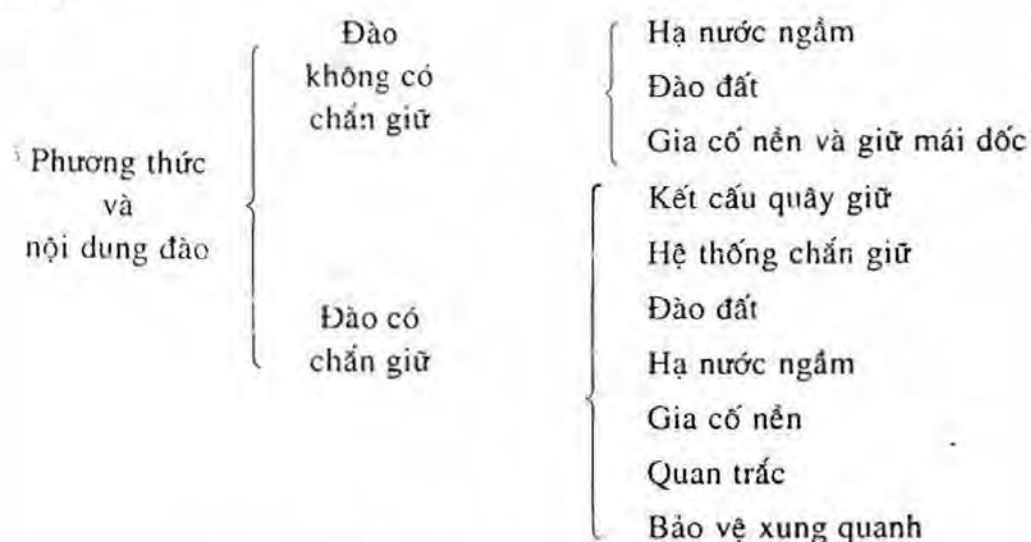 Phương thức
và
nội dung đào
Đào
không có
chắn giữ
Hạ nước ngầm
Đào đất
Gia cố nền và giữ mái dốc
Đào có
chắn giữ
Kết cấu quây giữ
Hệ thống chắn giữ
Đào đất
Hạ nước ngầm
Gia cố nền
Quan trắc
Bảo vệ xung quanh